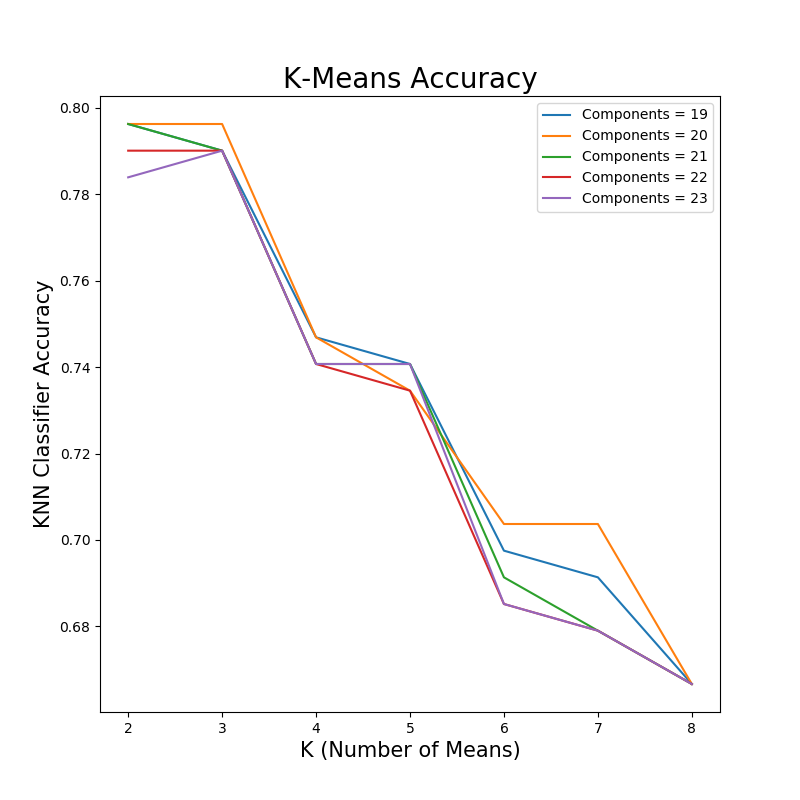 K-Means Accuracy
Components = 19
Components = 20
Components = 21
Components = 22
Components = 23
KNN Classifier Accuracy
0.80
0.78
0.76
0.74
0.72
0.70
0.68
2 3 4 5 6 7 8
K (Number of Means)